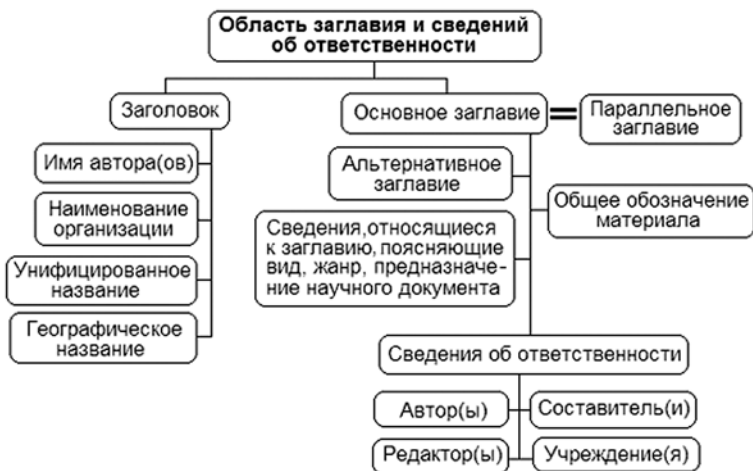 Область заглавия и сведений
об ответственности
Заголовок
Основное заглавие
Параллельное
заглавие
Имя автора(ов)
Наименование
организации
Унифицированное
название
Географическое
название
Альтернативное
заглавие
Общее обозначение
материала
Сведения,относящиеся
к заглавию, поясняющие
вид, жанр, предназначе-
ние научного документа
Сведения об ответственности
Автор(ы)
Составитель(и)
Редактор(ы)
Учреждение(я)